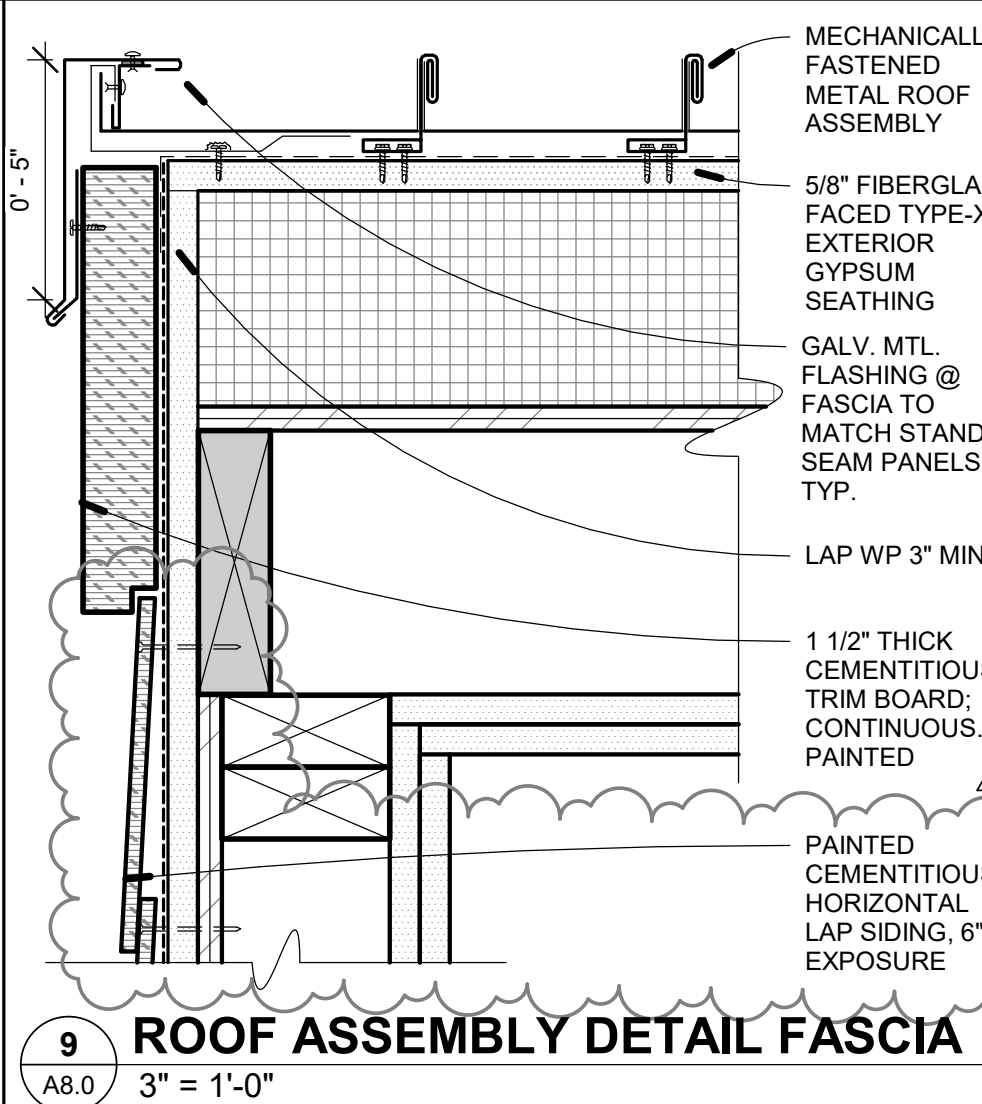 MECHANICALL
FASTENED
METAL ROOF
ASSEMBLY
0' - 5"
5/8" FIBERGLA
FACED TYPE-X
EXTERIOR
GYPSUM
SEATHING
GALV. MTL.
FLASHING @
FASCIA TO
MATCH STAND
SEAM PANELS
TYP.
LAP WP 3" MIN
1 1/2" THICK
CEMENTITIOUS
TRIM BOARD;
CONTINUOUS.
PAINTED
PAINTED
CEMENTITIOUS
HORIZONTAL
LAP SIDING, 6"
EXPOSURE
9
ROOF ASSEMBLY DETAIL FASCIA
A8.0
3" = 1'-0"